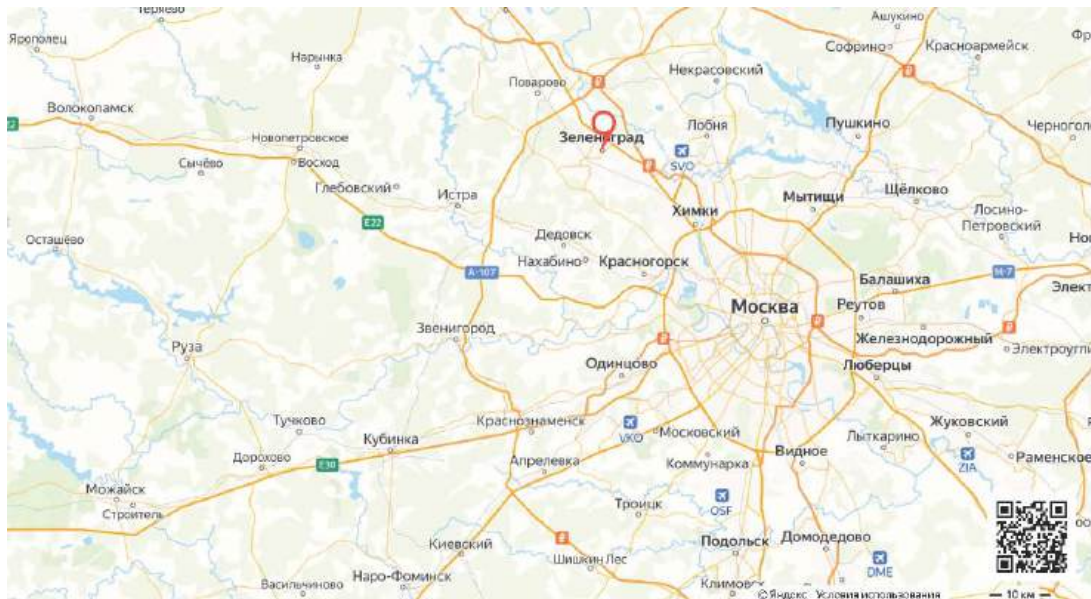 Теряево
Ашукино
Ярополец
Софрино
Красноармейск
Нарынка
Некрасовский
Поварово
Волоколамск
Лобня
Черноголо
Зеленоград
Пушкино
Новопетровское
SVO
Сычёво
Восход
Глебовский
Мытищи
Щёлково
Истра
Химки
Лосино-
Петровский
E22
Дедовск
Осташёво
Нахабино
Красногорск
А-107
М-7
Балашиха
Элект
Москва
Реутов
Звенигород
Железнодорожный
Руза
Электроугли
Одинцово
Люберцы
Тучково
Краснознаменск
Жуковский
Кубинка
VKO
Московский
Лыткарино
Видное
Дорохово
E30
Апрелевка
Коммунарка
ZIA
Раменское
Можайск
Строитель
Троицк
OSF
Киевский
Подольск
Домодедово
Шишкин Лес
DME
Васильчиново
Наро-Фоминск
Климовс
© Яндекс Условия использования
10 км